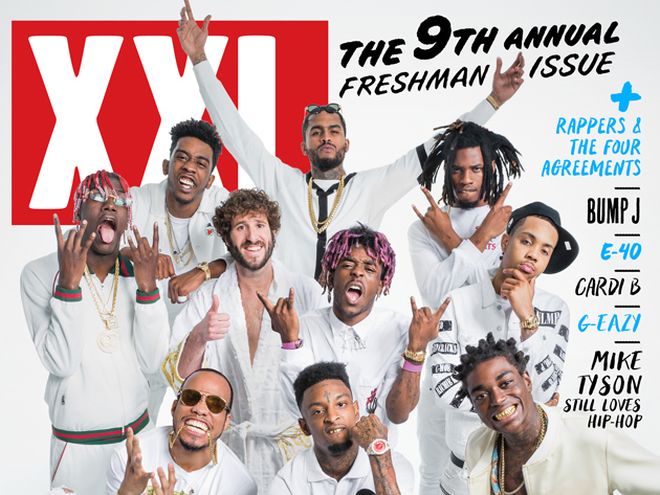 XXL
THE 9TH ANNUAL
FRESHMAN ISSUE
+
RAPPERS &
THE FOUR
AGREEMENTS
BUMP J
E-40
CARDI B
G-EAZY
MIKE
TYSON
STILL LOVES
HIP-HOP